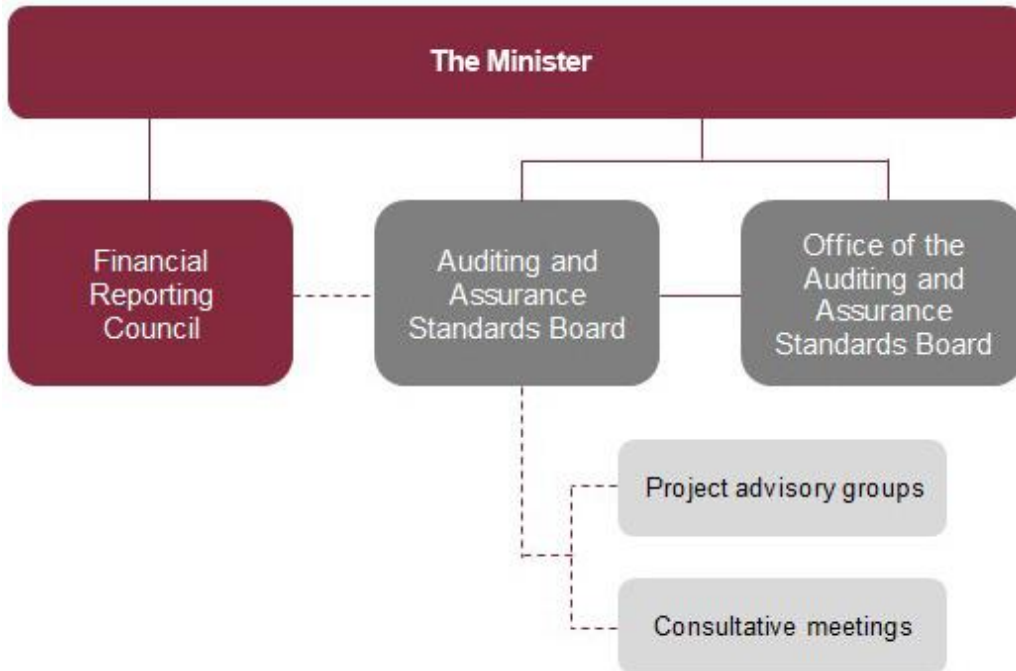 The Minister
Financial
Reporting
Council
Auditing and
Assurance
Standards Board
Office of the
Auditing and
Assurance
Standards Board
Project advisory groups
Consultative meetings